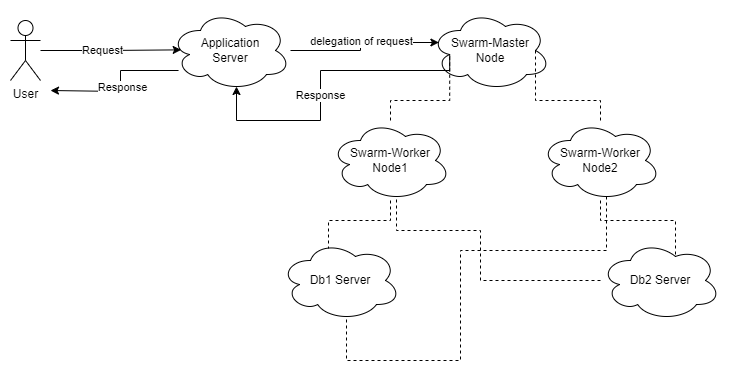 Application
Server
delegation of request
Swarm-Master
Node
Request
User
Response
Response
Swarm-Worker
Node1
Swarm-Worker
Node2
Db1 Server
Db2 Server